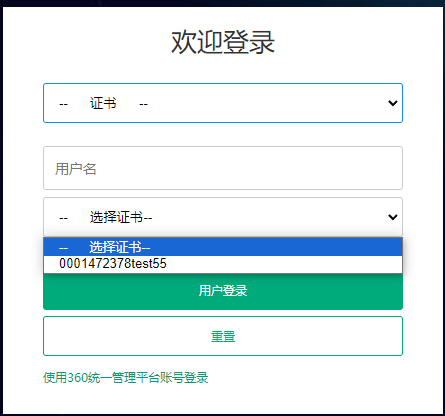 欢迎登录
-- 证书 --
用户名
-- 选择证书--
-- 选择证书--
0001472378test55
用户登录
重置
使用360统一管理平台账号登录